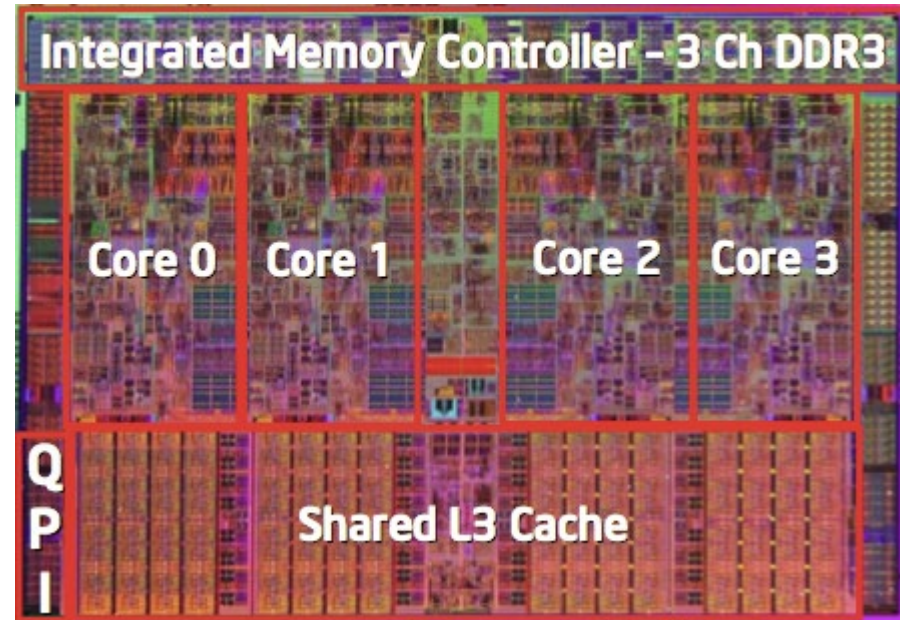 Integrated Memory Controller - 3 Ch DDR3
Core 0
Core 1
Core 2
Core 3
Q
P
I
Shared L3 Cache